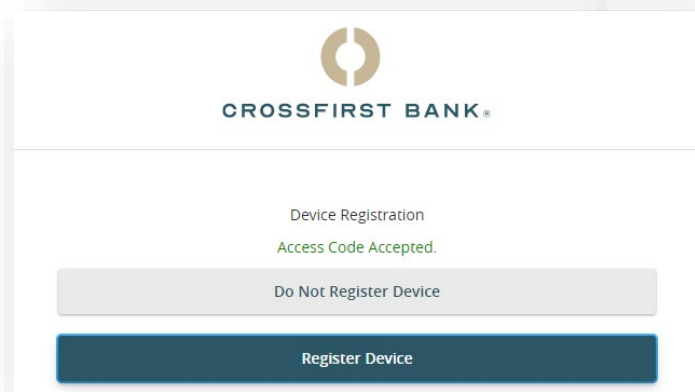 CROSSFIRST BANK®
Device Registration
Access Code Accepted.
Do Not Register Device
Register Device